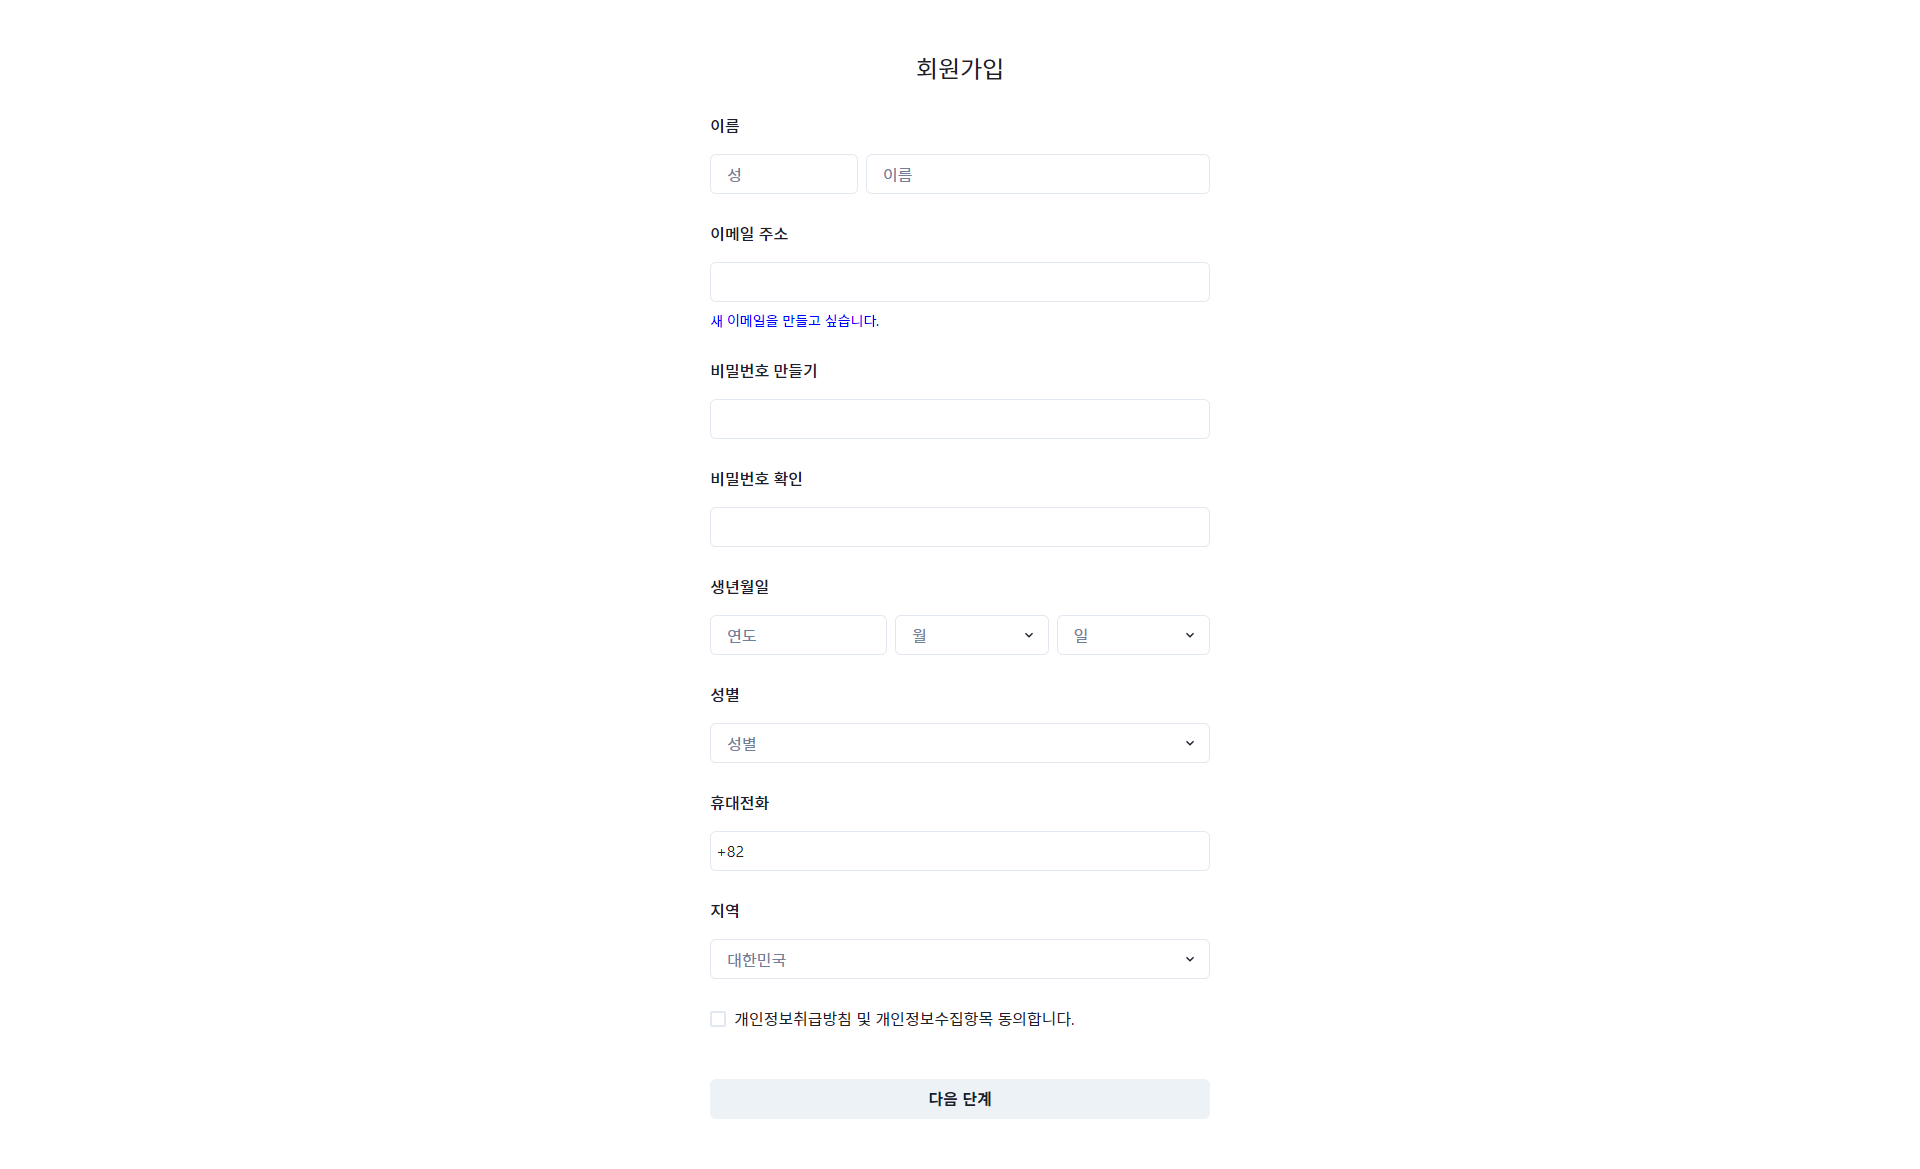 회원가입
이름
성 이름
이메일 주소
새 이메일을 만들고 싶습니다.
비밀번호 만들기
비밀번호 확인
생년월일
연도 월 일
성별
성별
휴대전화
+82
지역
대한민국
개인정보취급방침 및 개인정보수집항목 동의합니다.
다음 단계